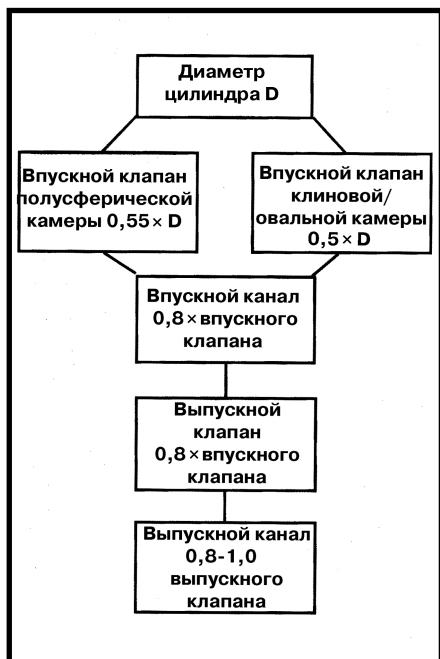 Диаметр
цилиндра D
Впускной клапан
полусферической
камеры 0,55× D
Впускной клапан
клиновой/
овальной камеры
0,5× D
Впускной канал
0,8×впускного
клапана
Выпускной
клапан
0,8×впускного
клапана
Выпускной канал
0,8-1,0
выпускного
клапана